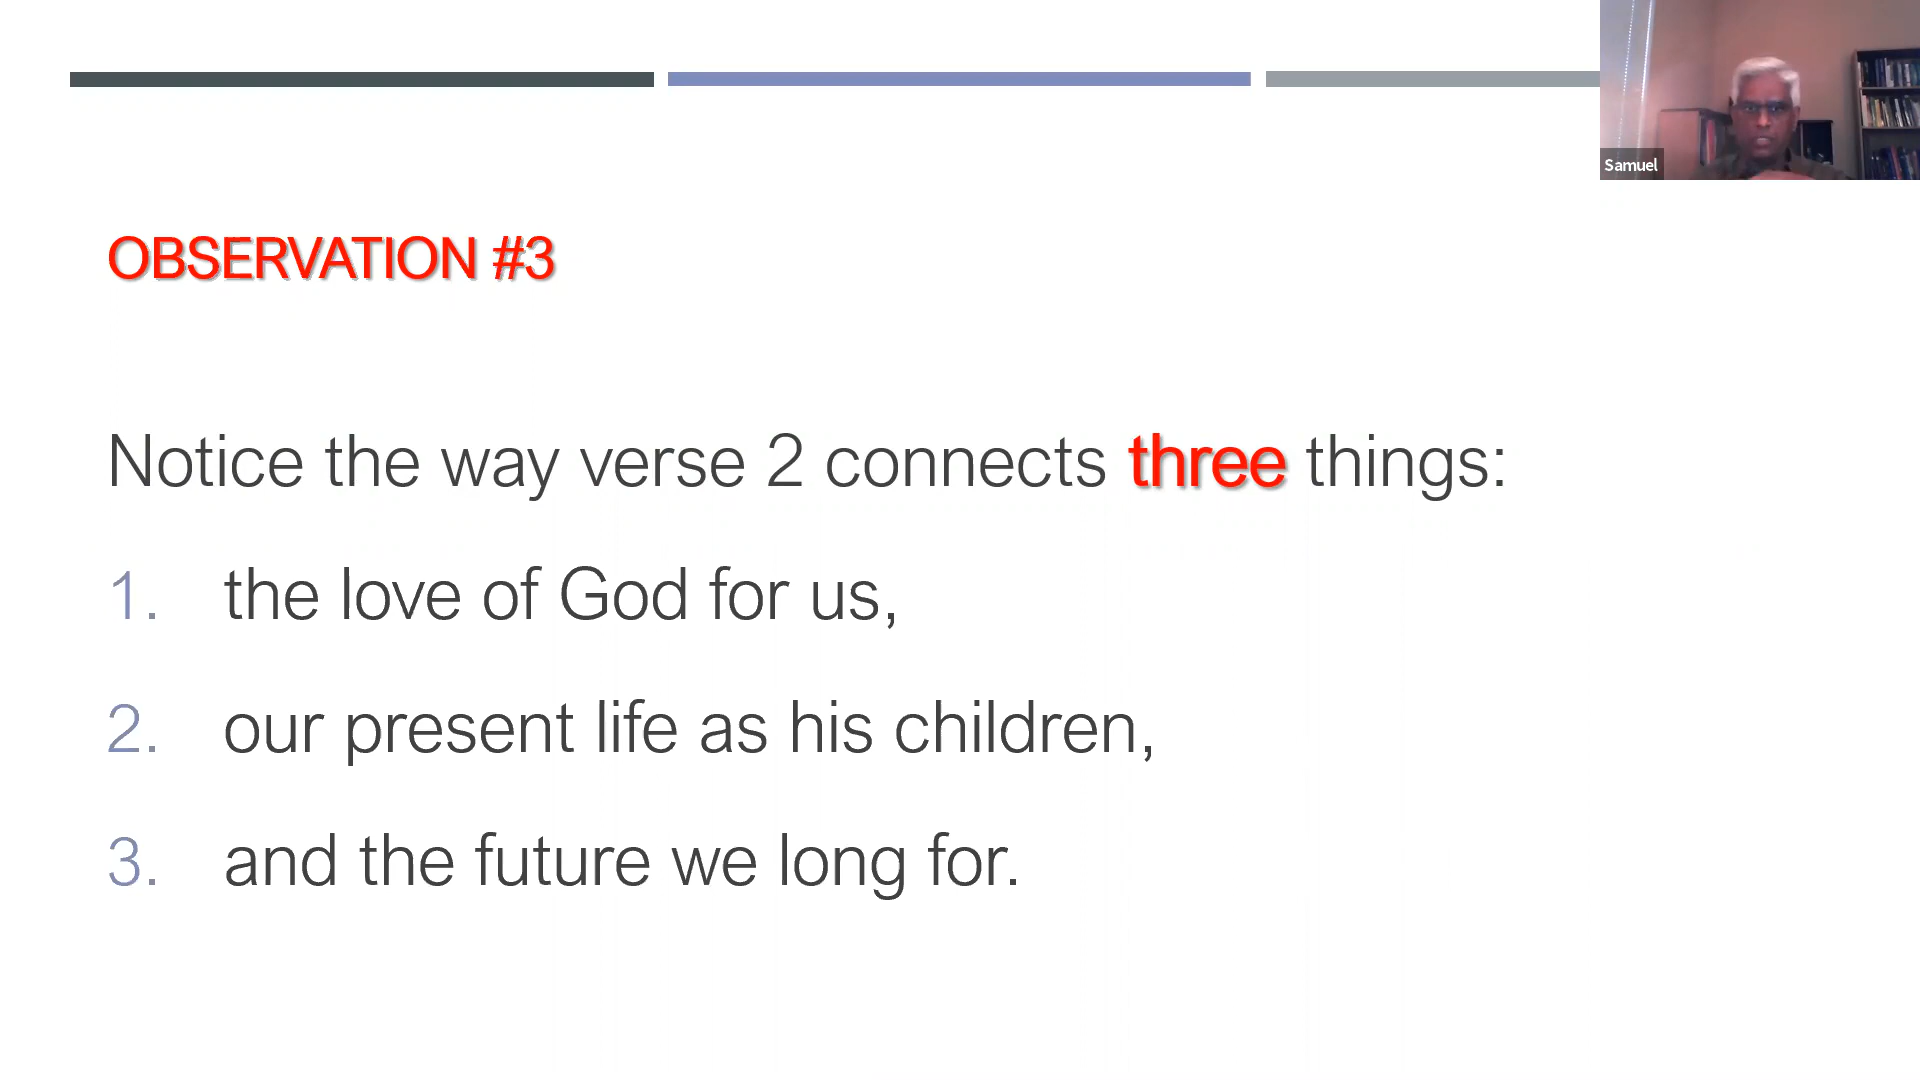 Samuel
OBSERVATION #3
Notice the way verse 2 connects three things:
1. the love of God for us,
2. our present life as his children,
3. and the future we long for.